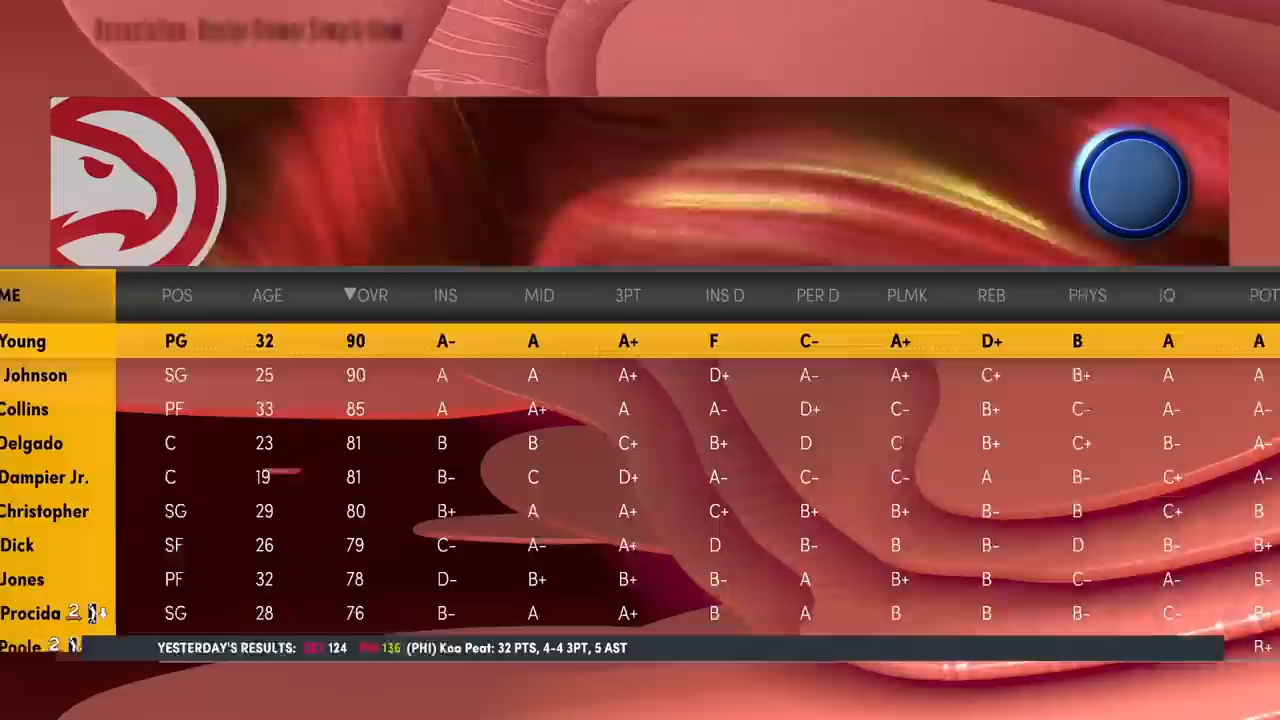 ME POS AGE ▼OVR INS MID 3PT INS D PER D PLMK REB PHYS IQ POT
Young PG 32 90 A- A A+ F C- A+ D+ B A A
Johnson SG 25 90 A A A+ D+ A- A+ C+ B+ A A
Collins PF 33 85 A A+ A A- D+ C- B+ C- A- A-
Delgado C 23 81 B B C+ B+ D C B+ C+ B- A-
Dampier Jr. C 19 81 B- C D+ A- C- C- A B- C+ A-
Christopher SG 29 80 B+ A A+ C+ B+ B+ B- B C+ B
Dick SF 26 79 C- A- A+ D B- B B- D B- B+
Jones PF 32 78 D- B+ B+ B- A B+ B C- A- B-
Procida 2 SG 28 76 B- A A+ B A B B B- C- B-
Poole 2 B+
YESTERDAY'S RESULTS: 124 PHI 136 (PHI) Koa Peat: 32 PTS, 4-4 3PT, 5 AST